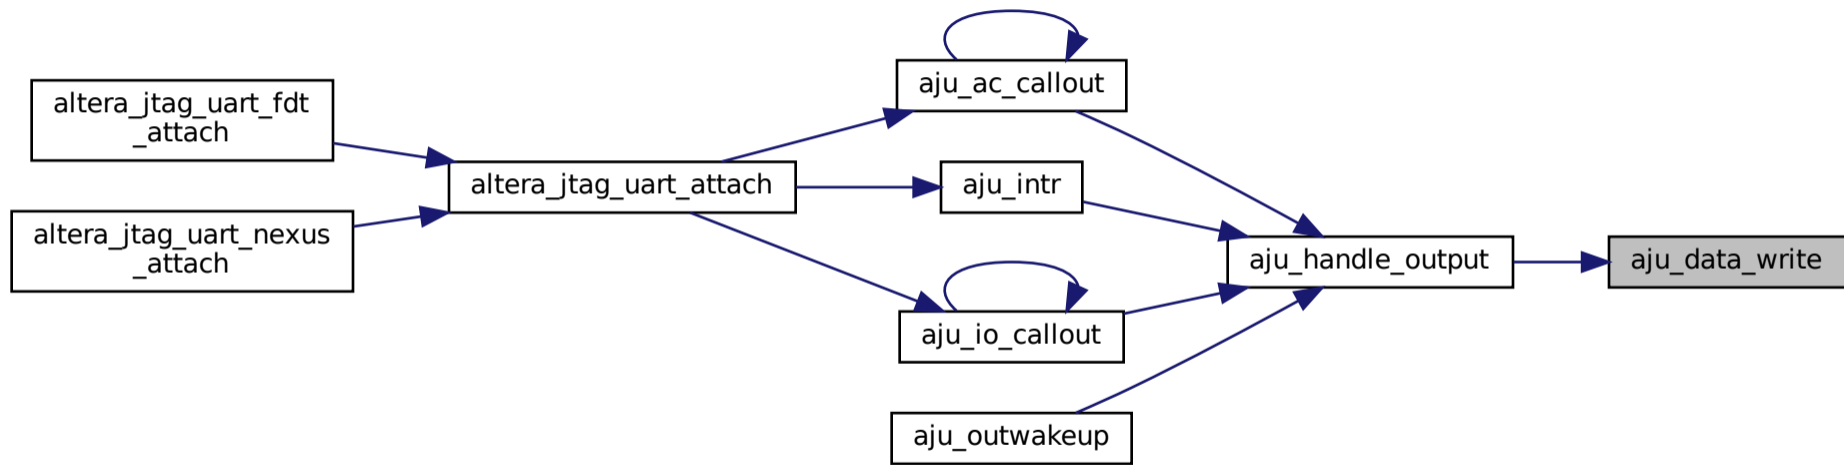 altera_jtag_uart_fdt
_attach
altera_jtag_uart_nexus
_attach
altera_jtag_uart_attach
aju_ac_callout
aju_intr
aju_io_callout
aju_outwakeup
aju_handle_output
aju_data_write